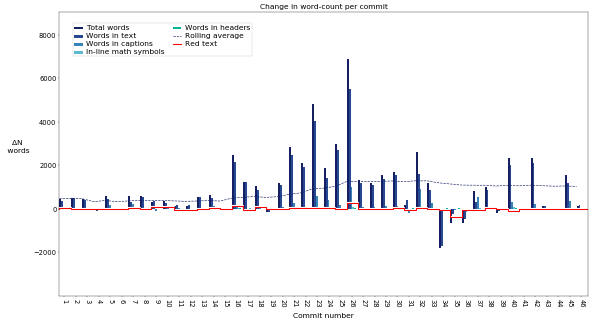 Change in word-count per commit
Total words
Words in text
Words in captions
in-line math symbols
Words in headers
Rolling average
Red text
8000
6000
4000
2000
0
−2000
ΔN
words
1 2 3 4 5 6 7 8 9 10 11 12 13 14 15 16 17 18 19 20 21 22 23 24 25 26 27 28 29 30 31 32 33 34 35 36 37 38 39 40 41 42 43 44 45 46
Commit number